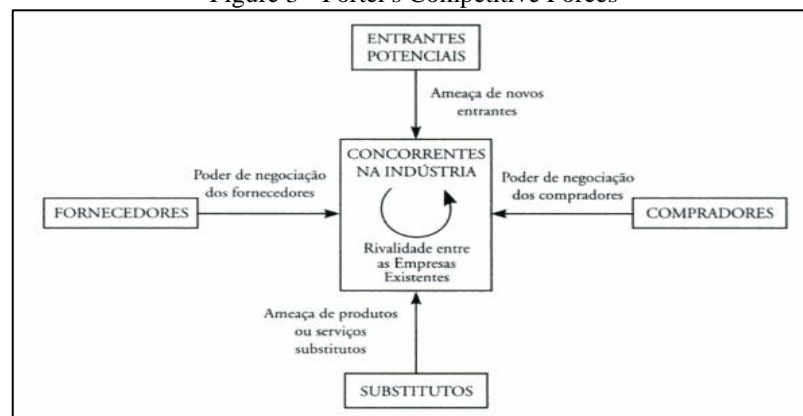 Figure - Porter's Competitive Forces
ENTRANTES
POTENCIAIS
Ameaça de novos
entrantes
CONCORRENTES
NA INDÚSTRIA
Poder de negociação
dos fornecedores
Poder de negociação
dos compradores
FORNECEDORES
COMPRADORES
Rivalidade entre
as Empresas
Existentes
Ameaça de produtos
ou serviços
substitutos
SUBSTITUTOS